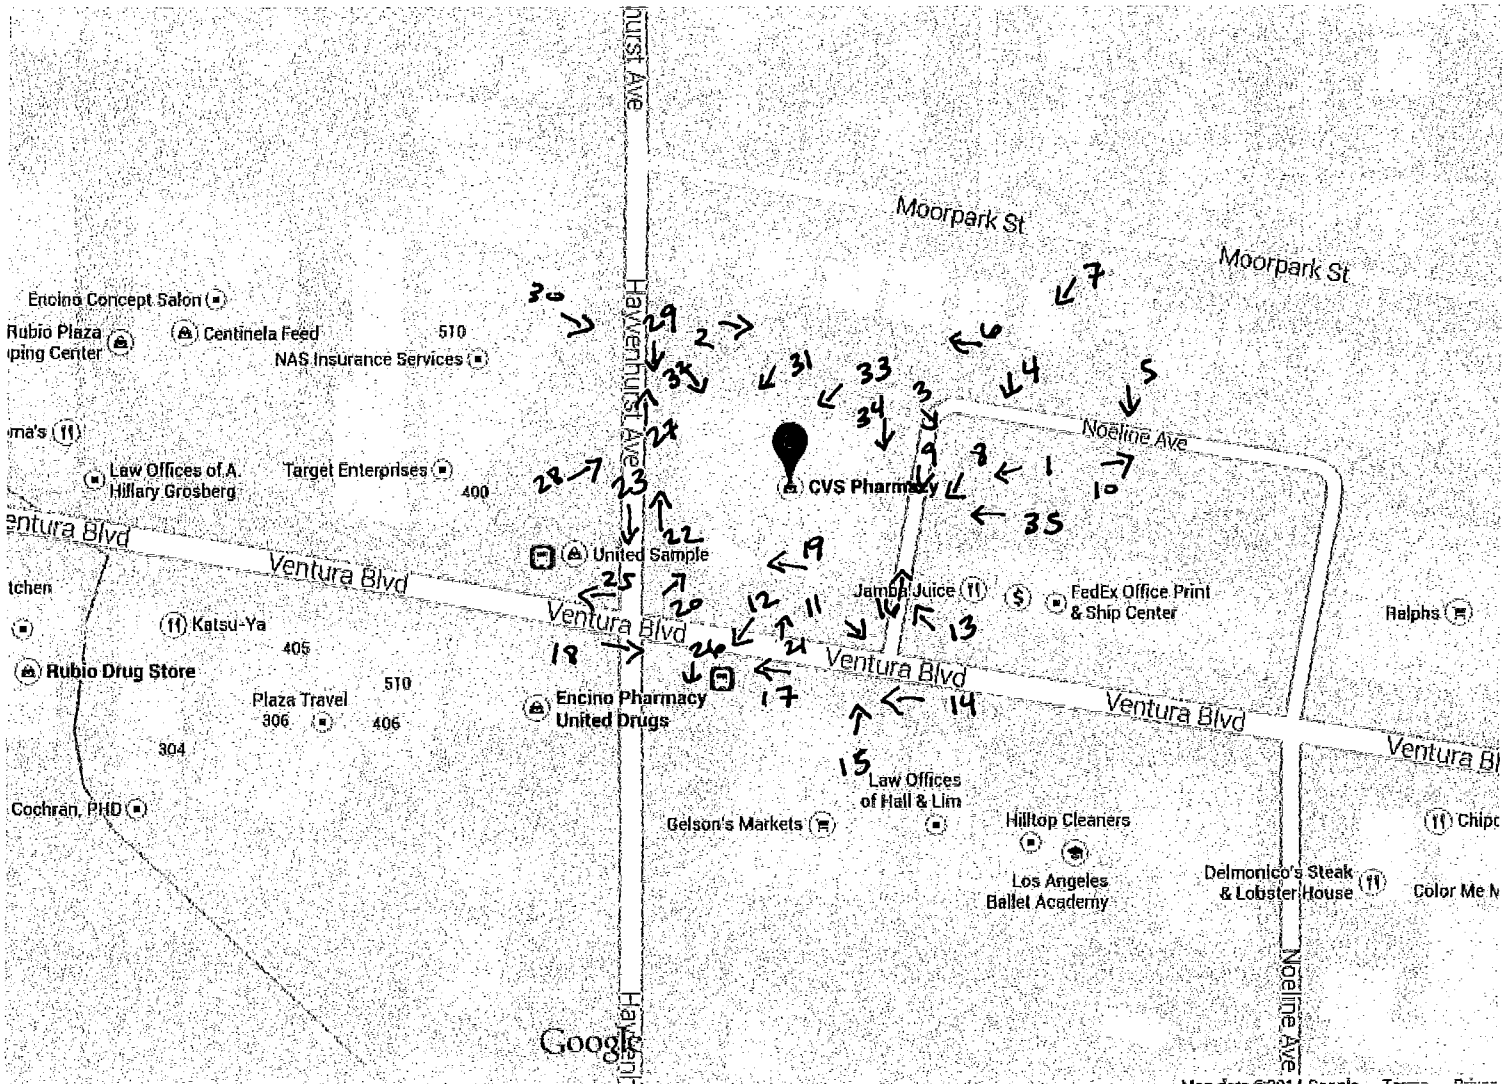 hurst Ave
Moorpark St
Moorpark St
7
Encino Concept Salon
30
Hayvenhurst Ave
29
2
6
Rubio Plaza
pping Center
Centinela Feed
510
NAS Insurance Services
31
33
3
4
5
34
27
Noeline Ave
oma's
Law Offices of A.
Hillary Grosberg
Target Enterprises
400
28
23
9
8
1
10
CVS Pharmacy
35
22
entura Blvd
Ventura Blvd
United Sample
19
25
20
12
11
Jamba Juice
$
FedEx Office Print
& Ship Center
Ralphs
tchen
Katsu-Ya
405
Ventura Blvd
18
26
21
13
Ventura Blvd
Rubio Drug Store
510
Plaza Travel
306
406
Encino Pharmacy
United Drugs
17
14
Ventura Blvd
Ventura Bl
304
15
Law Offices
of Hall & Lim
Cochran, PHD
Gelson's Markets
Hilltop Cleaners
Chipo
Los Angeles
Ballet Academy
Delmonico's Steak
& Lobster House
Color Me M
Noeline Ave
Google
Hayvenh